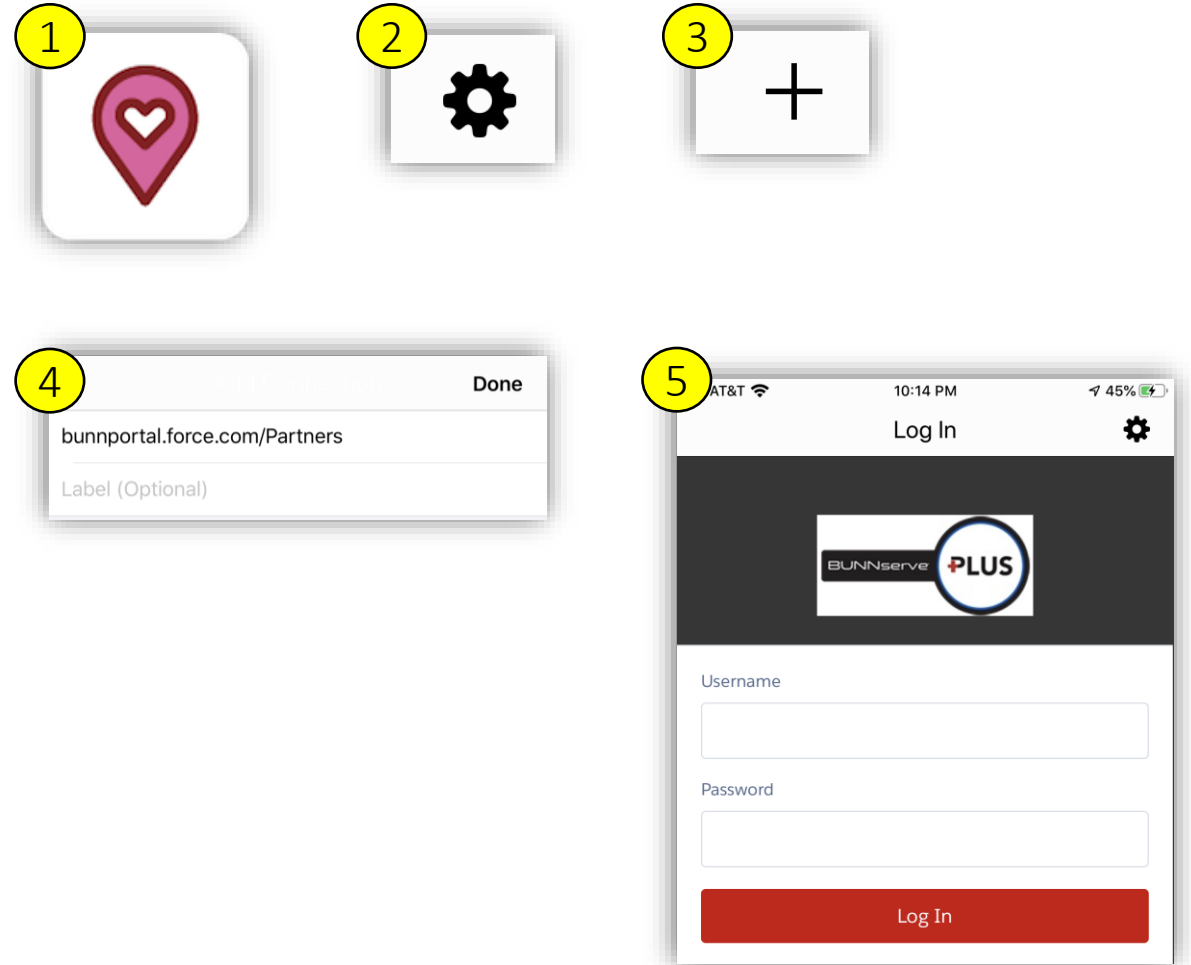 1
2
3
4
Done
bunnportal.force.com/Partners
Label (Optional)
5
AT&T 10:14 PM 45%
Log In
BUNNserve PLUS
Username
Password
Log In